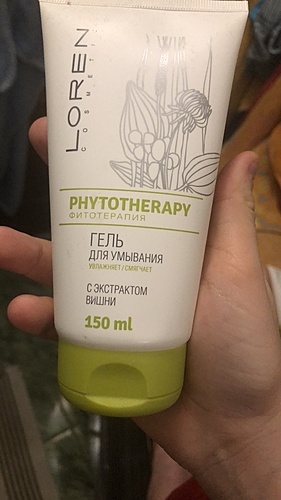 LOREN
COSMETIC
PHYTOTHERAPY
ФИТОТЕРАПИЯ
ГЕЛЬ
ДЛЯ УМЫВАНИЯ
УВЛАЖНЯЕТ / СМЯГЧАЕТ
С ЭКСТРАКТОМ
ВИШНИ
150 ml